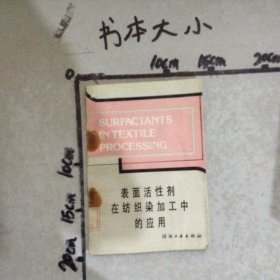 书本大小
10cm 15cm 20cm
SURFACTANTS
IN TEXTILE
PROCESSING
表面活性剂
在纺织染加工中
的应用
10cm
15cm
20cm